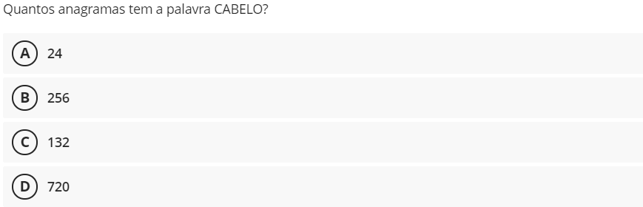 Quantos anagramas tem a palavra CABELO?
A 24
B 256
C 132
D 720